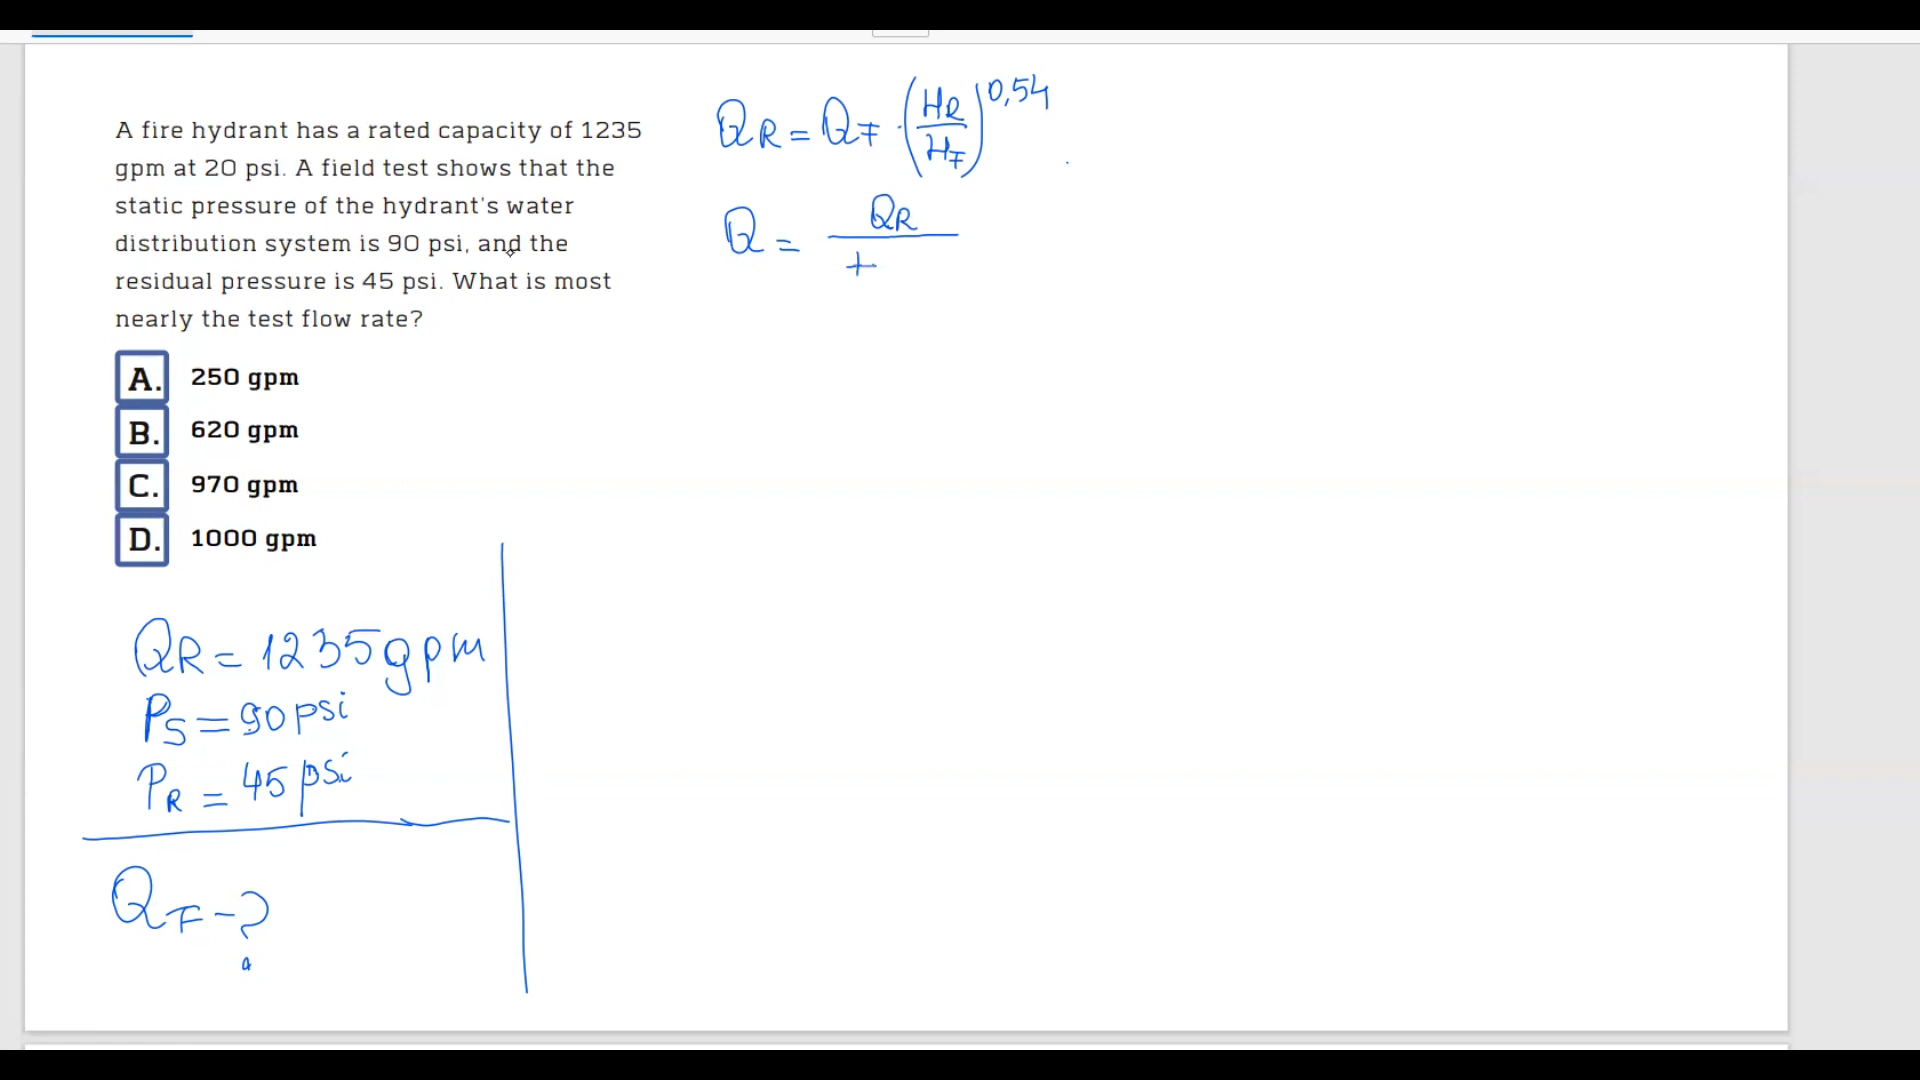 A fire hydrant has a rated capacity of 1235
gpm at 20 psi. A field test shows that the
static pressure of the hydrant's water
distribution system is 90 psi, and the
residual pressure is 45 psi. What is most
nearly the test flow rate?
A. 250 gpm
B. 620 gpm
C. 970 gpm
D. 1000 gpm
QR = 1235 gpm
PS = 90 psi
PR = 45 psi
QF - ?
QR = QF · (HR/HF)^0,54
Q = QR/